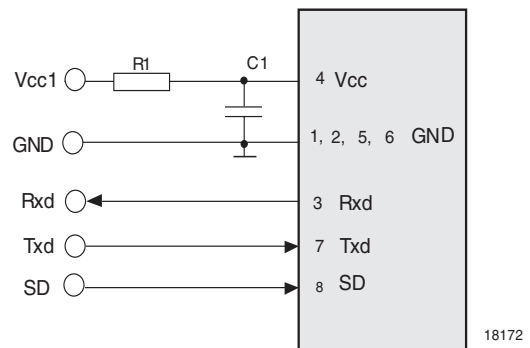 R1 C1
Vcc1 4 Vcc
GND 1, 2, 5, 6 GND
Rxd 3 Rxd
Txd 7 Txd
SD 8 SD
18172